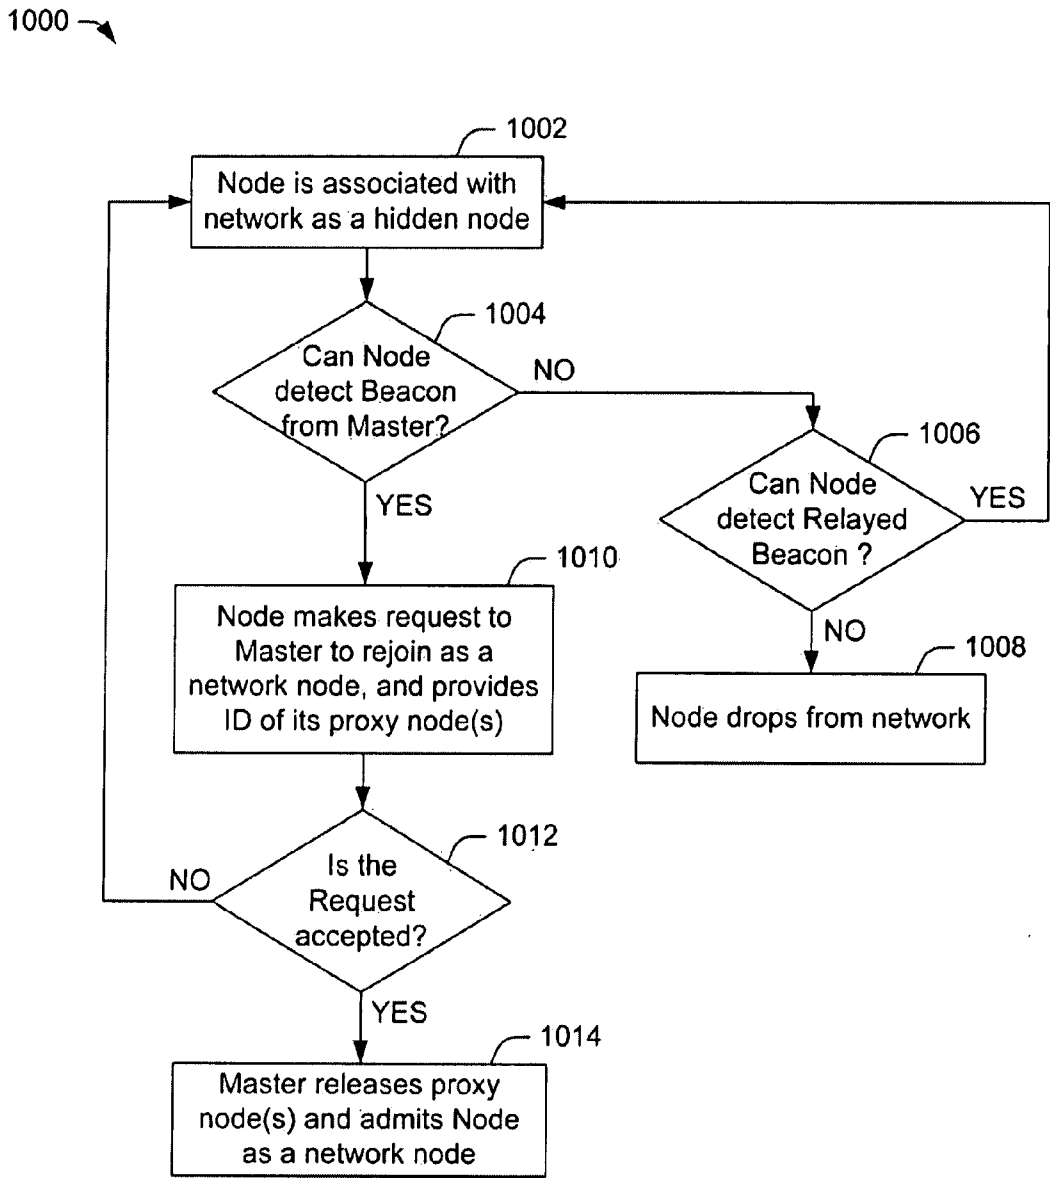 1000
1002
Node is associated with
network as a hidden node
1004
Can Node
detect Beacon
from Master?
NO
1006
Can Node
detect Relayed
Beacon ?
YES
YES
1010
Node makes request to
Master to rejoin as a
network node, and provides
ID of its proxy node(s)
NO
1008
Node drops from network
1012
Is the
Request
accepted?
NO
YES
1014
Master releases proxy
node(s) and admits Node
as a network node